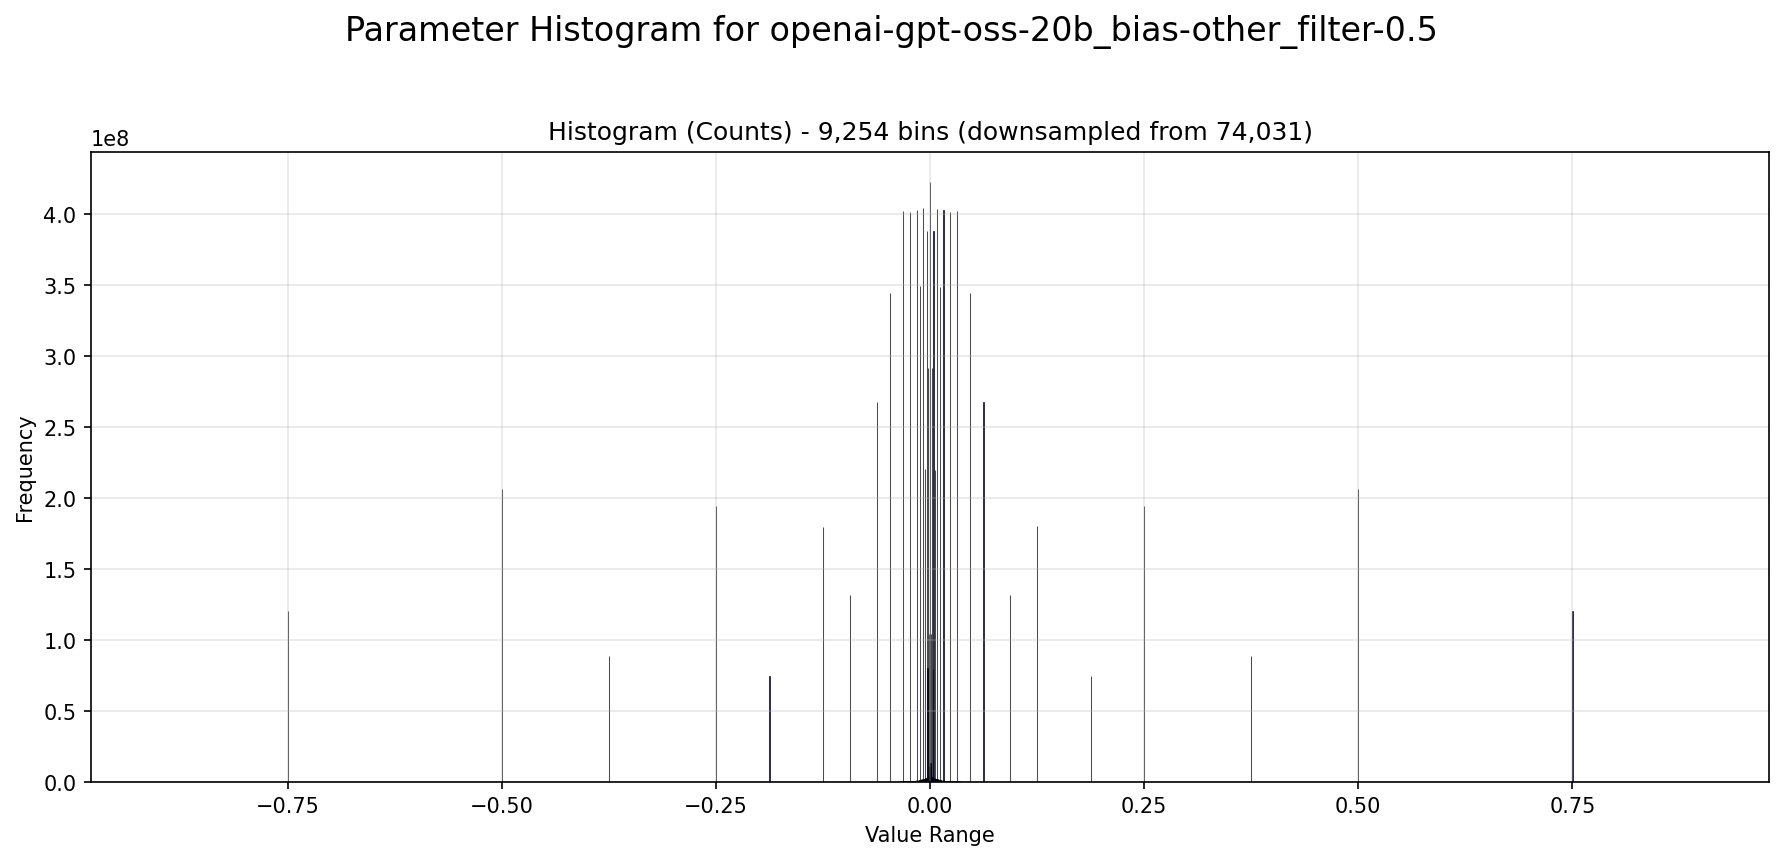 Parameter Histogram for openai-gpt-oss-20b_bias-other_filter-0.5
Histogram (Counts) - 9,254 bins (downsampled from 74,031)
1e8
4.0
3.5
3.0
2.5
2.0
1.5
1.0
0.5
0.0
Frequency
−0.75 −0.50 −0.25 0.00 0.25 0.50 0.75
Value Range